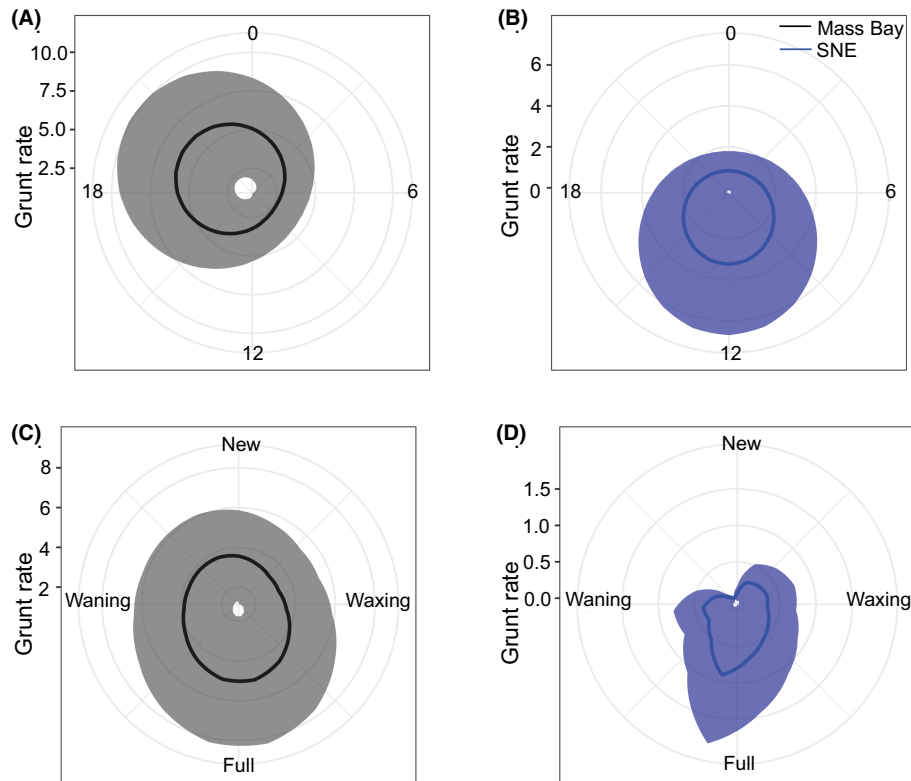 (A)
0
10.0
7.5
5.0
2.5
Grunt rate
18
6
12
(B)
0
Mass Bay
SNE
6
4
2
0
Grunt rate
18
6
12
(C)
New
8
6
4
2
Grunt rate
Waning
Waxing
Full
(D)
New
1.5
1.0
0.5
0.0
Grunt rate
Waning
Waxing
Full